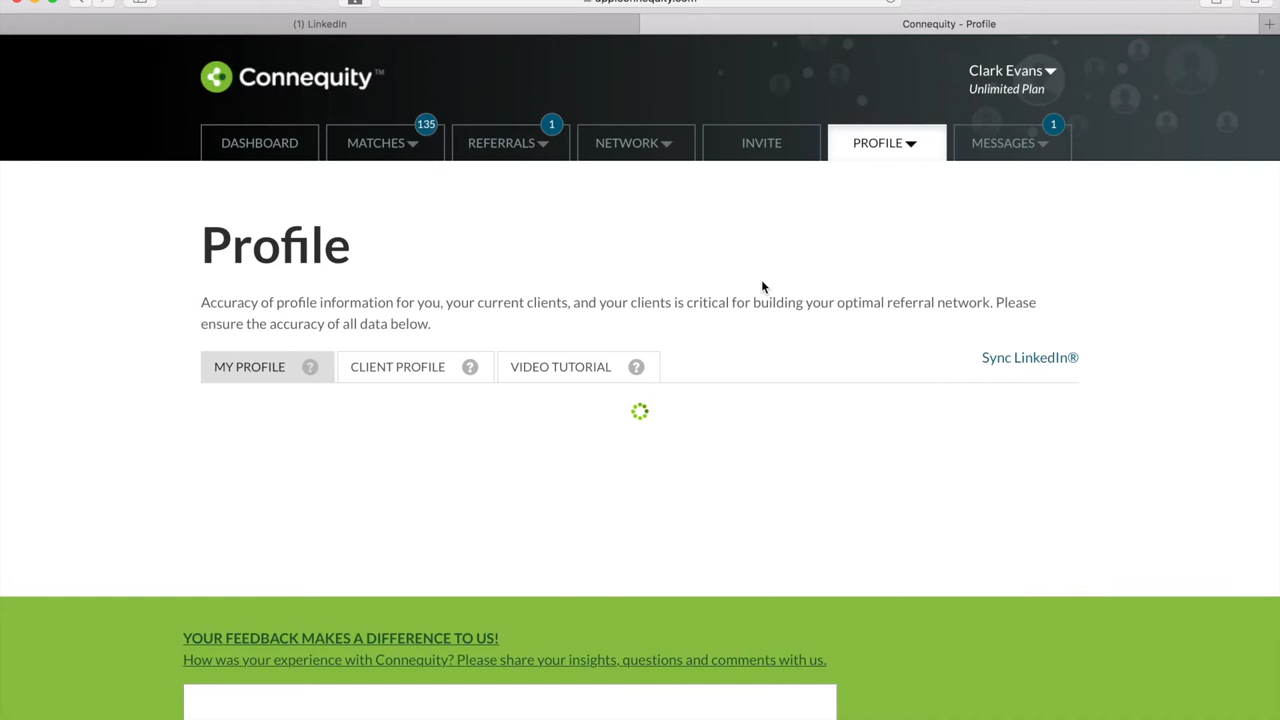 (1) LinkedIn
Connequity - Profile
Connequity™
Clark Evans
Unlimited Plan
135
1
1
DASHBOARD
MATCHES
REFERRALS
NETWORK
INVITE
PROFILE
MESSAGES
Profile
Accuracy of profile information for you, your current clients, and your clients is critical for building your optimal referral network. Please
ensure the accuracy of all data below.
MY PROFILE ?
CLIENT PROFILE ?
VIDEO TUTORIAL ?
Sync LinkedIn®
YOUR FEEDBACK MAKES A DIFFERENCE TO US!
How was your experience with Connequity? Please share your insights, questions and comments with us.